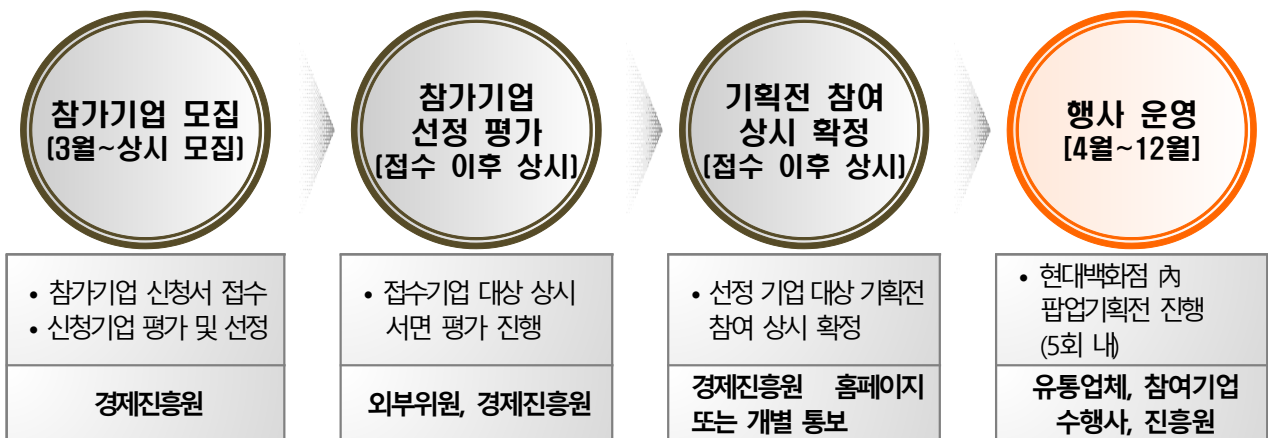 참가기업 모집
(3월~상시 모집)
참가기업
선정 평가
(접수 이후 상시)
기획전 참여
상시 확정
(접수 이후 상시)
행사 운영
[4월~12월]
• 참가기업 신청서 접수
• 신청기업 평가 및 선정
경제진흥원
• 접수기업 대상 상시
서면 평가 진행
외부위원, 경제진흥원
• 선정 기업 대상 기획전
참여 상시 확정
경제진흥원 홈페이지
또는 개별 통보
• 현대백화점 內
팝업기획전 진행
(5회 내)
유통업체, 참여기업
수행사, 진흥원